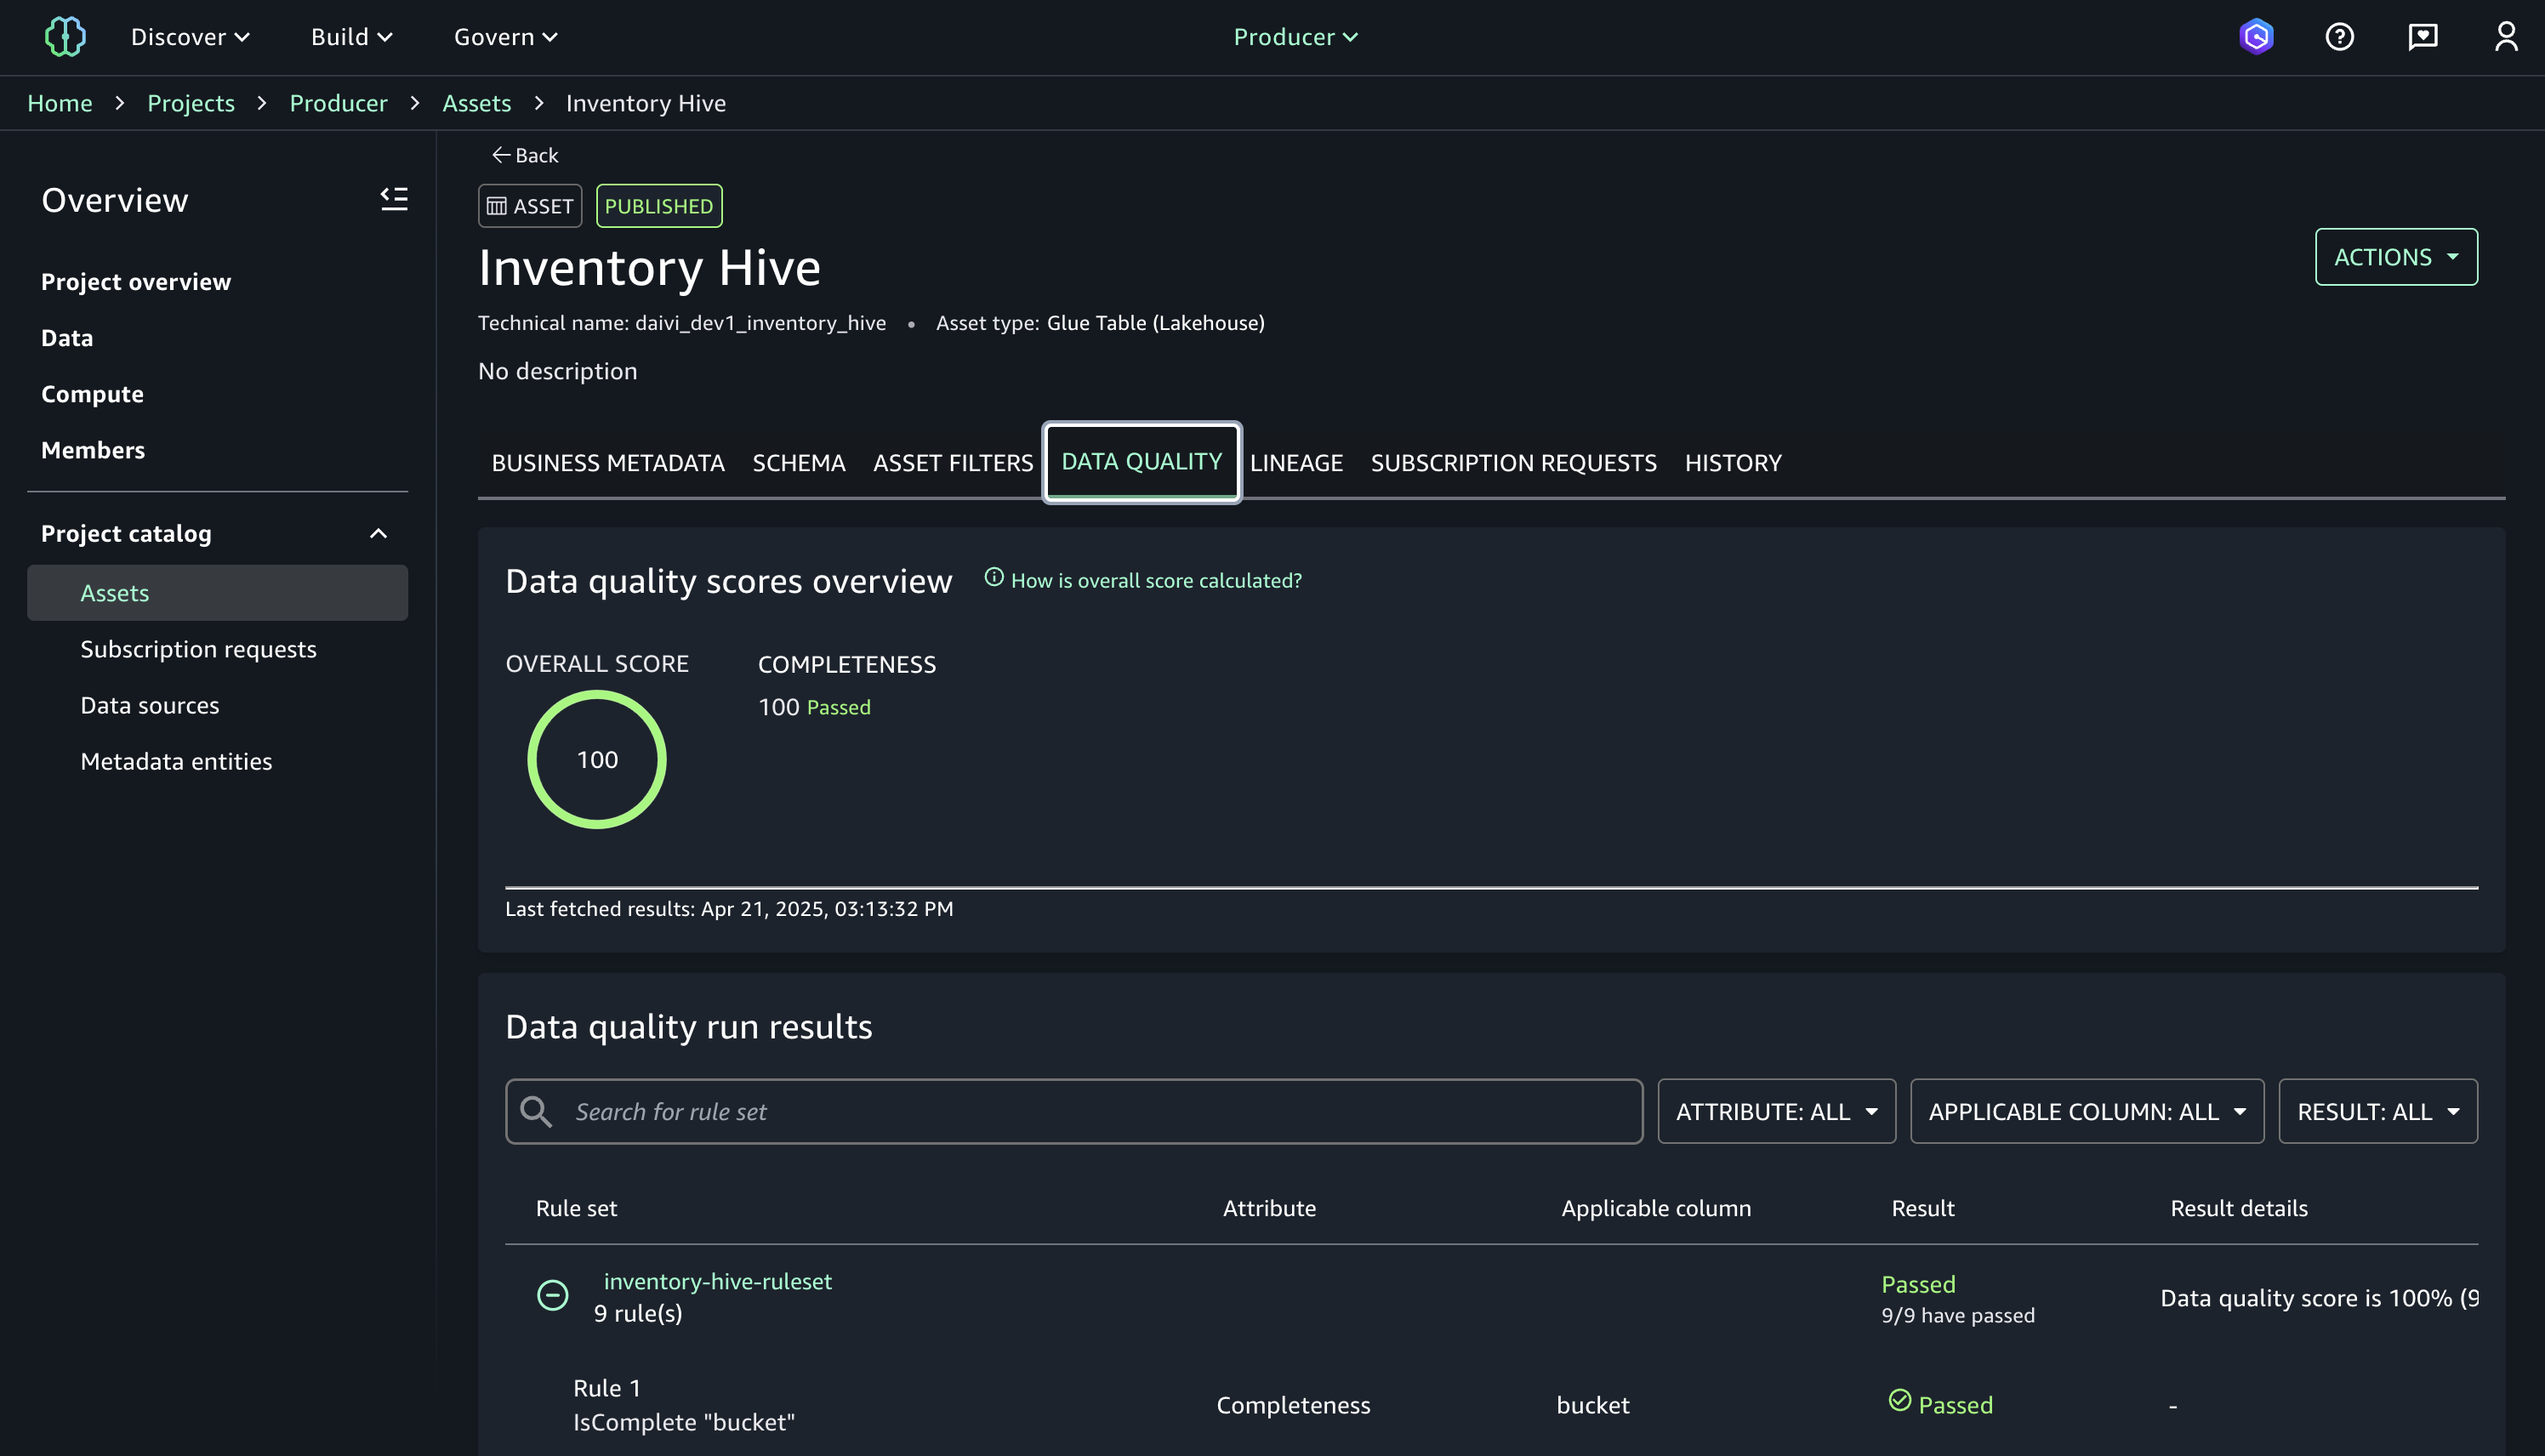 Discover Build Govern Producer
Home > Projects > Producer > Assets > Inventory Hive
Overview
Project overview
Data
Compute
Members
Project catalog
Assets
Subscription requests
Data sources
Metadata entities
Back
ASSET PUBLISHED
Inventory Hive
ACTIONS
Technical name: daivi_dev1_inventory_hive • Asset type: Glue Table (Lakehouse)
No description
BUSINESS METADATA SCHEMA ASSET FILTERS DATA QUALITY LINEAGE SUBSCRIPTION REQUESTS HISTORY
Data quality scores overview How is overall score calculated?
OVERALL SCORE
100
COMPLETENESS
100 Passed
Last fetched results: Apr 21, 2025, 03:13:32 PM
Data quality run results
Search for rule set ATTRIBUTE: ALL APPLICABLE COLUMN: ALL RESULT: ALL
Rule set Attribute Applicable column Result Result details
inventory-hive-ruleset
9 rule(s)
Passed
9/9 have passed
Data quality score is 100% (9
Rule 1
IsComplete "bucket"
Completeness bucket Passed -